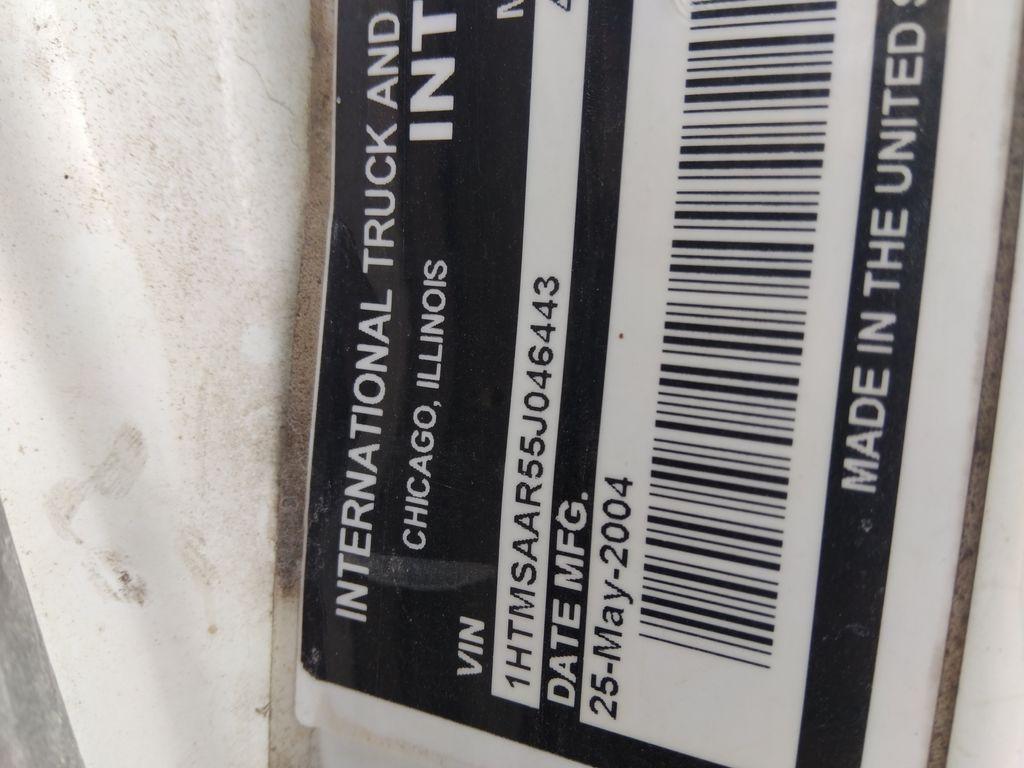 INTERNATIONAL TRUCK AND
INT
CHICAGO, ILLINOIS
VIN
1HTMSAAR55J046443
DATE MFG.
25-May-2004
MADE IN THE UNITED